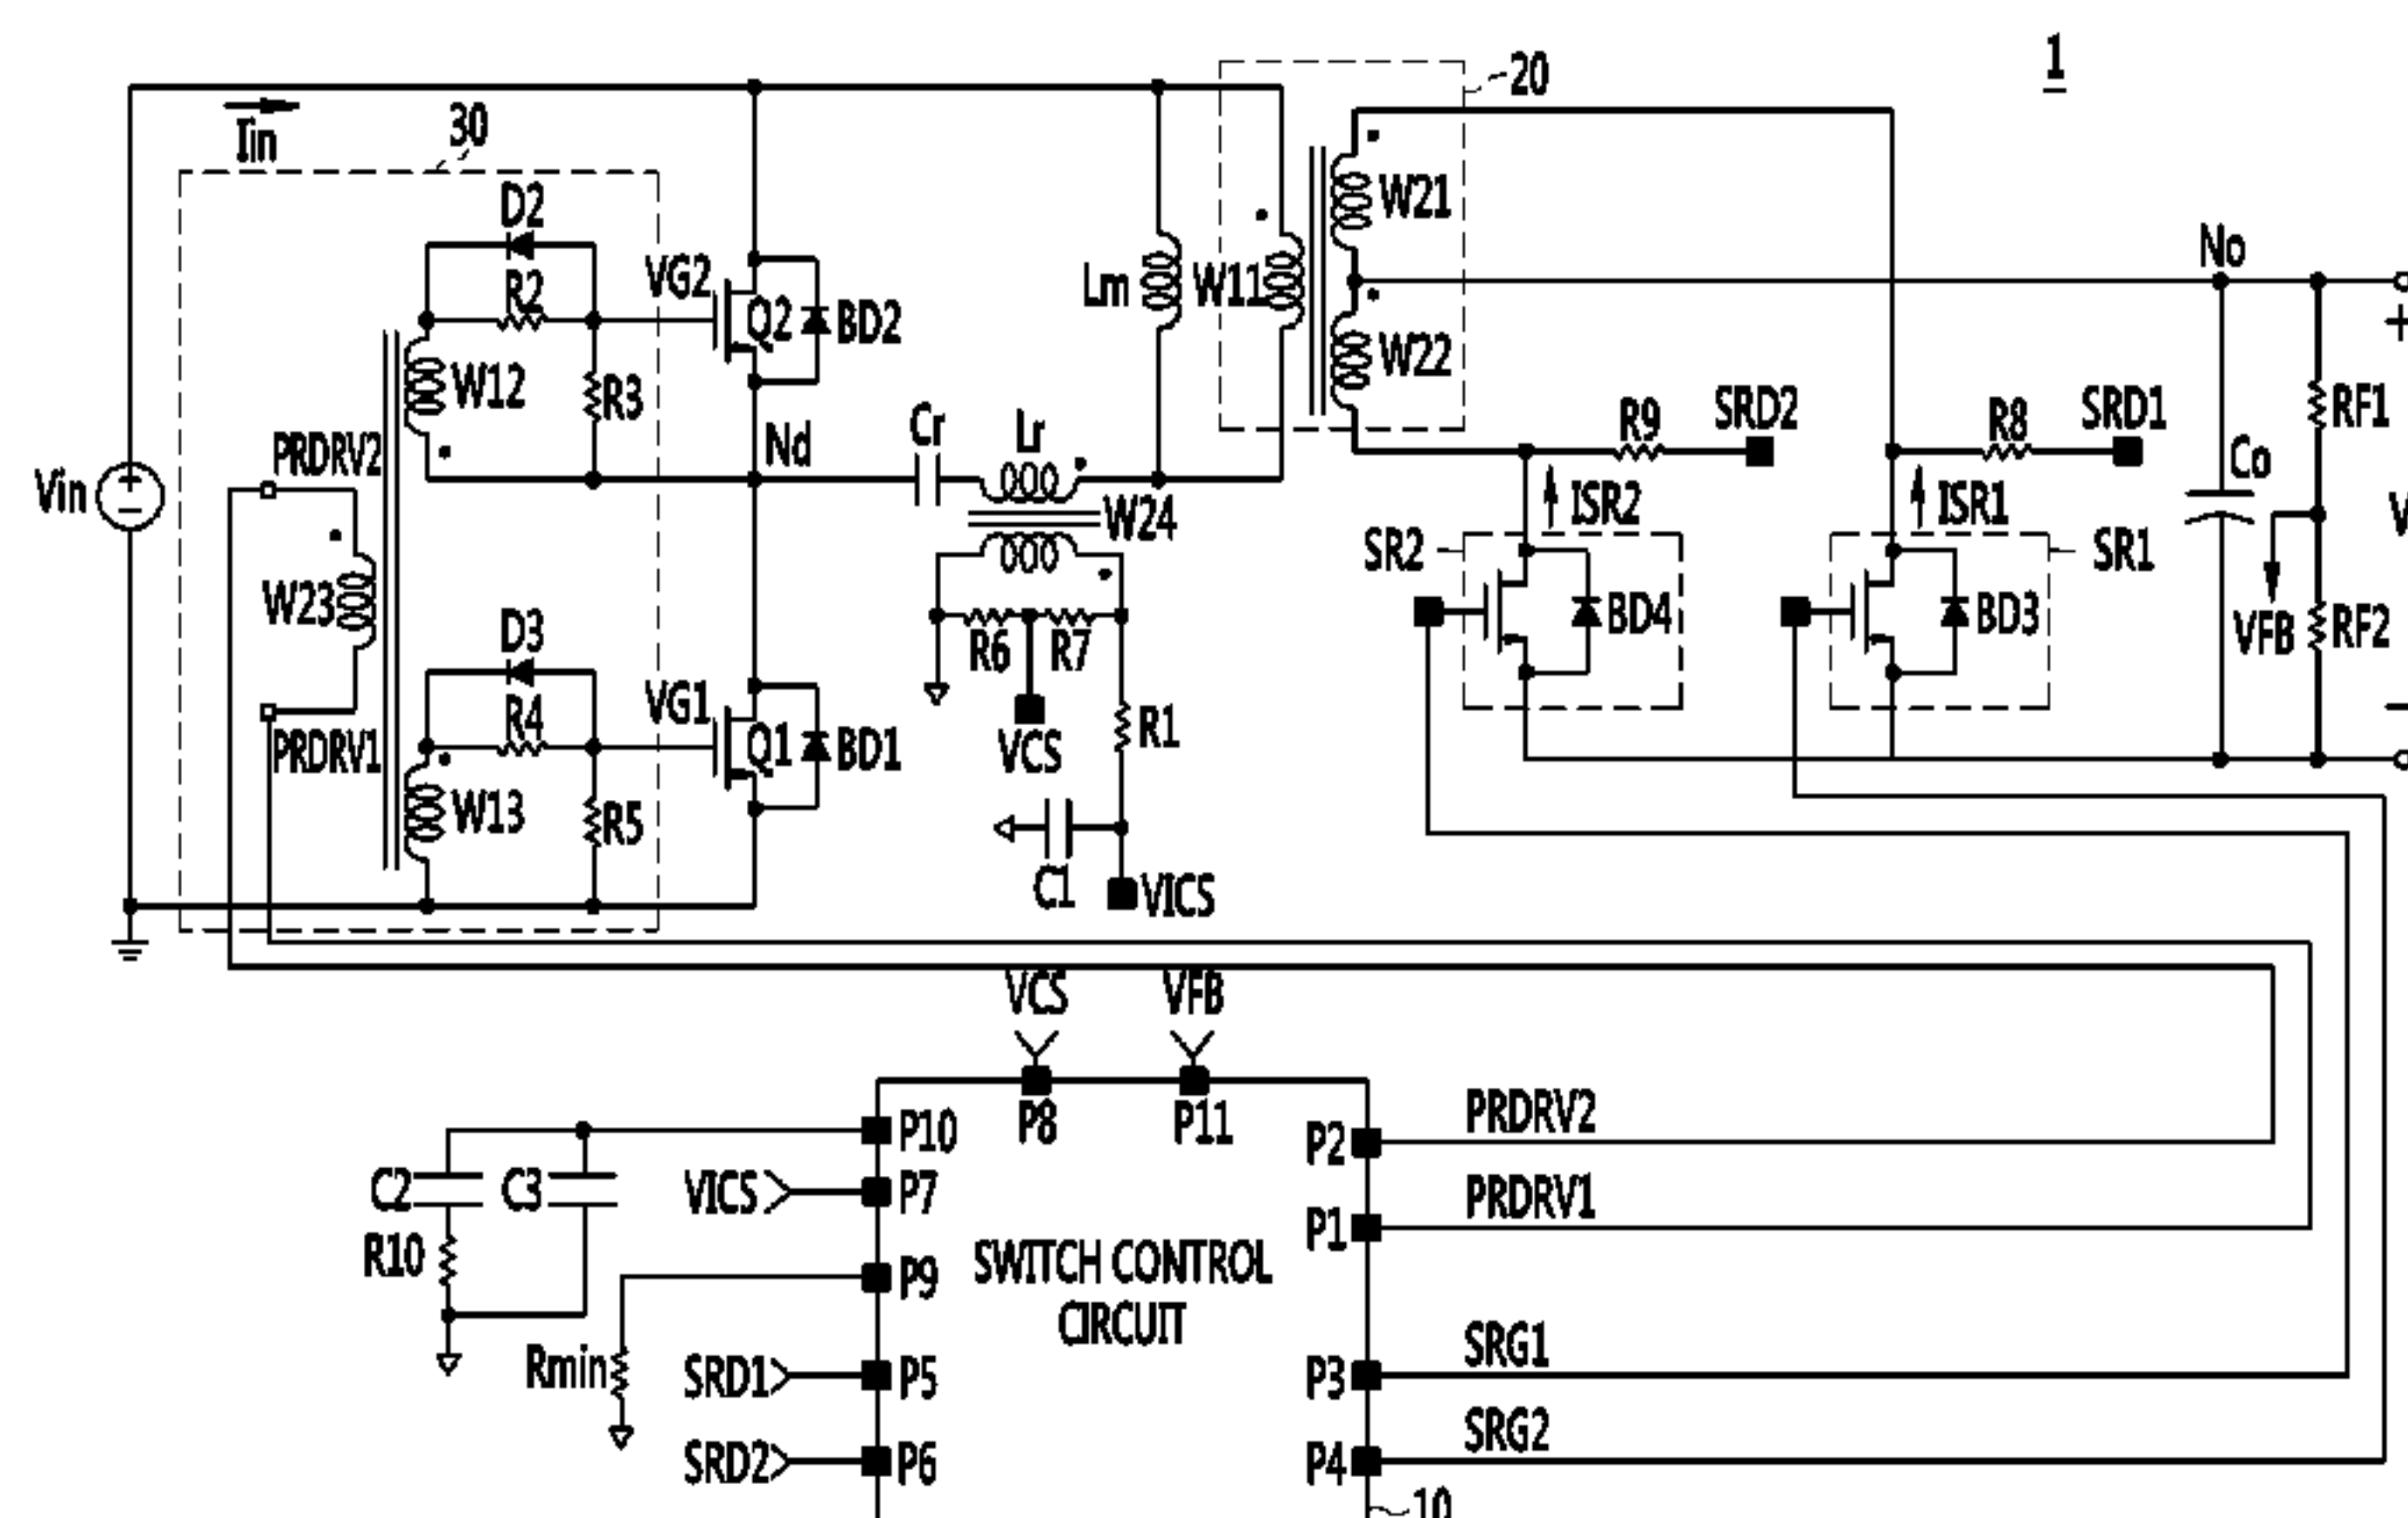 1
20
Iin
30
D2
R2
VG2
Q2
BD2
W12
R3
Lm
W11
W21
W22
No
+
PRDRV2
Nd
Cr
Lr
W24
R9
SRD2
R8
SRD1
RF1
Co
Vin
ISR2
ISR1
V
SR2
SR1
W23
D3
R4
VG1
Q1
BD1
R6
R7
BD4
BD3
VFB
RF2
PRDRV1
VCS
R1
W13
R5
C1
VICS
VCS
VFB
P8
P11
P10
P2
PRDRV2
C2
C3
VICS
P7
P1
PRDRV1
R10
P9
SWITCH CONTROL
CIRCUIT
Rmin
SRD1
P5
P3
SRG1
SRD2
P6
P4
SRG2
10